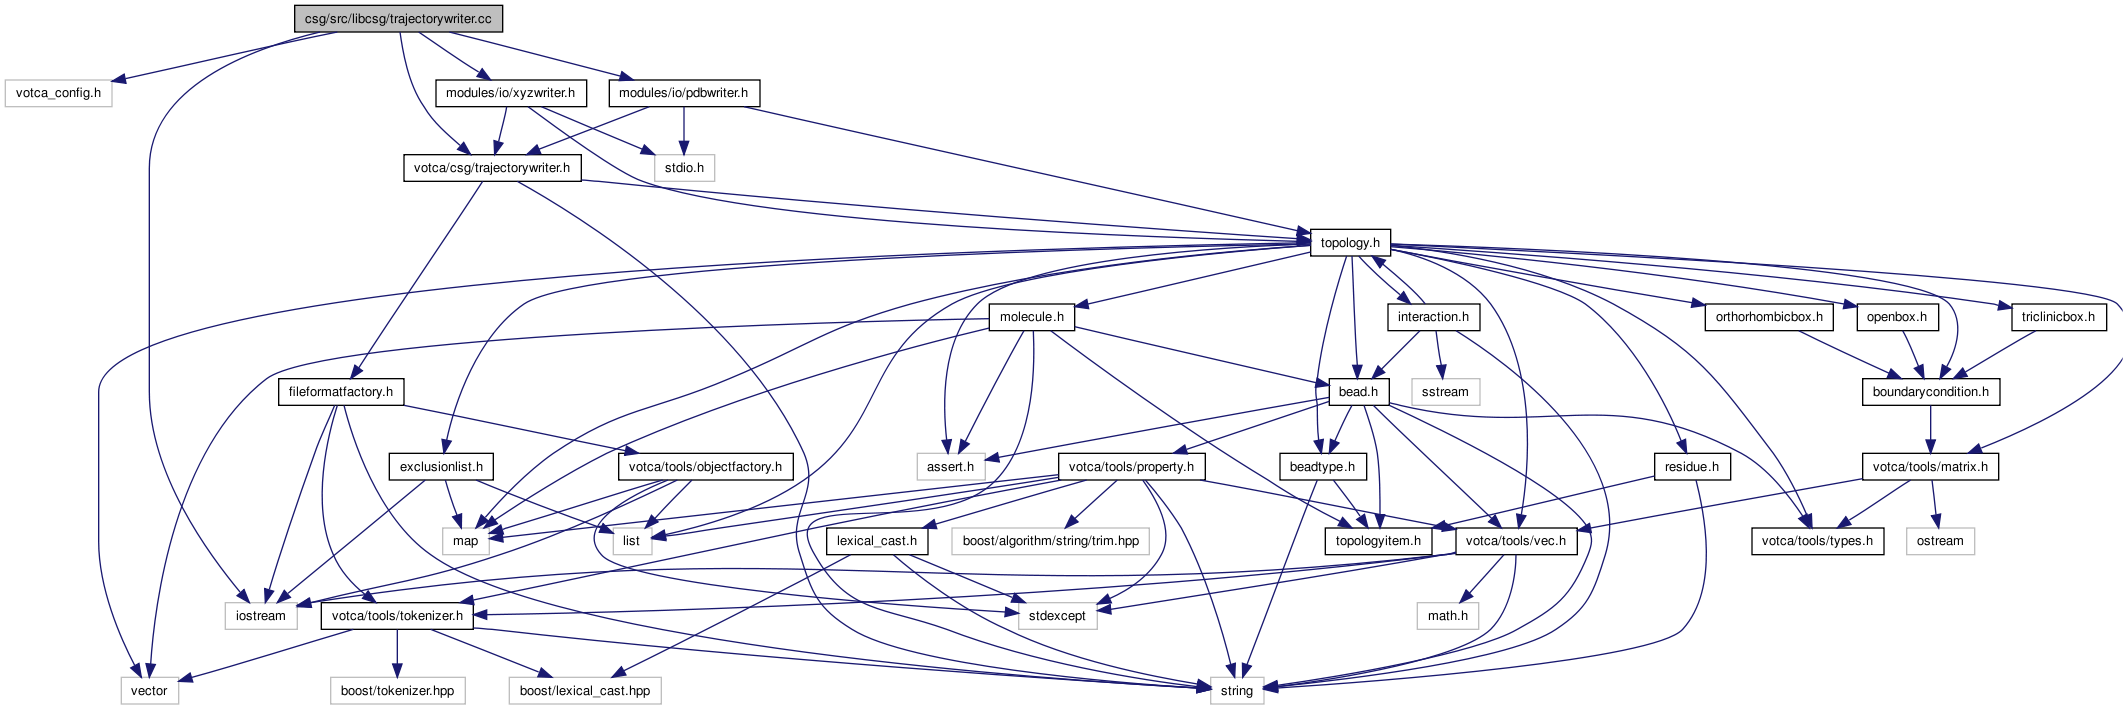 csg/src/libcsg/trajectorywriter.cc
votca_config.h
modules/io/xyzwriter.h
modules/io/pdbwriter.h
votca/csg/trajectorywriter.h
stdio.h
topology.h
molecule.h
interaction.h
orthorhombicbox.h
openbox.h
triclinicbox.h
fileformatfactory.h
bead.h
sstream
boundarycondition.h
exclusionlist.h
votca/tools/objectfactory.h
assert.h
votca/tools/property.h
beadtype.h
residue.h
votca/tools/matrix.h
map
list
lexical_cast.h
boost/algorithm/string/trim.hpp
topologyitem.h
votca/tools/vec.h
votca/tools/types.h
ostream
iostream
votca/tools/tokenizer.h
stdexcept
math.h
vector
boost/tokenizer.hpp
boost/lexical_cast.hpp
string